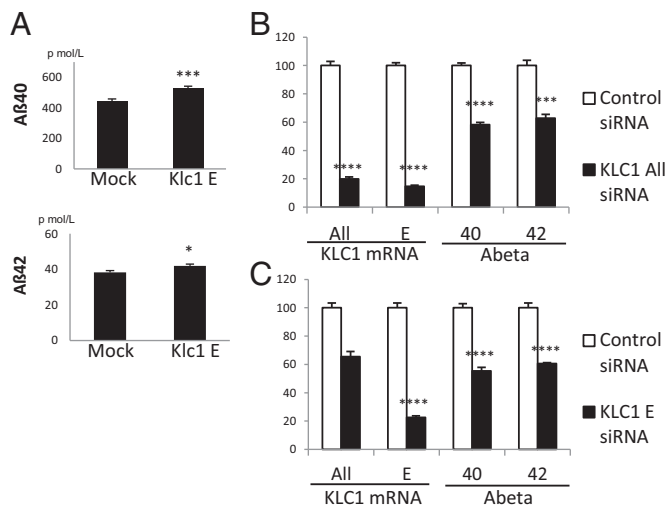 A
p mol/L
Aß40
600
400
200
0
***
Mock Klc1 E
p mol/L
Aß42
60
40
20
0
*
Mock Klc1 E
B
120
100
80
60
40
20
0
**** **** **** ***
All E 40 42
KLC1 mRNA Abeta
Control
siRNA
KLC1 All
siRNA
C
120
100
80
60
40
20
0
**** **** ****
All E 40 42
KLC1 mRNA Abeta
Control
siRNA
KLC1 E
siRNA